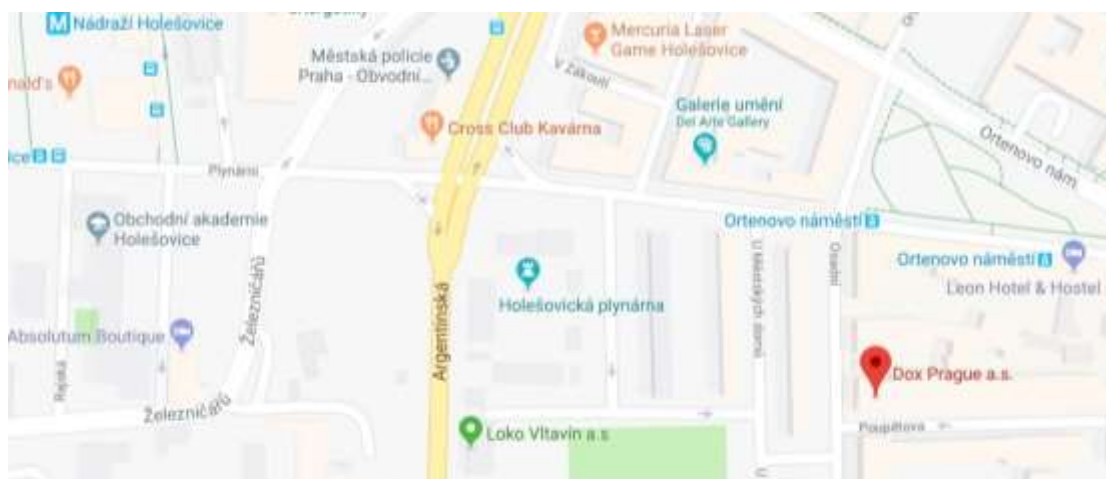 M Nádraží Holešovice
Městská policie
Praha - Obvodní...
Mercuria Laser
Game Holešovice
V Zákoutí
nald's
Cross Club Kavárna
Galerie umění
Del Arte Gallery
Ortenovo nám
ice
Plynární
Obchodní akademie
Holešovice
Ortenovo náměstí
Ortenovo náměstí
Leon Hotel & Hostel
Železničářů
Holešovická plynárna
U Městských domů
Osadní
Absolutum Boutique
Argentinská
Rajská
Dox Prague a.s.
Železničářů
Loko Vltavín a.s
Poupětova
U